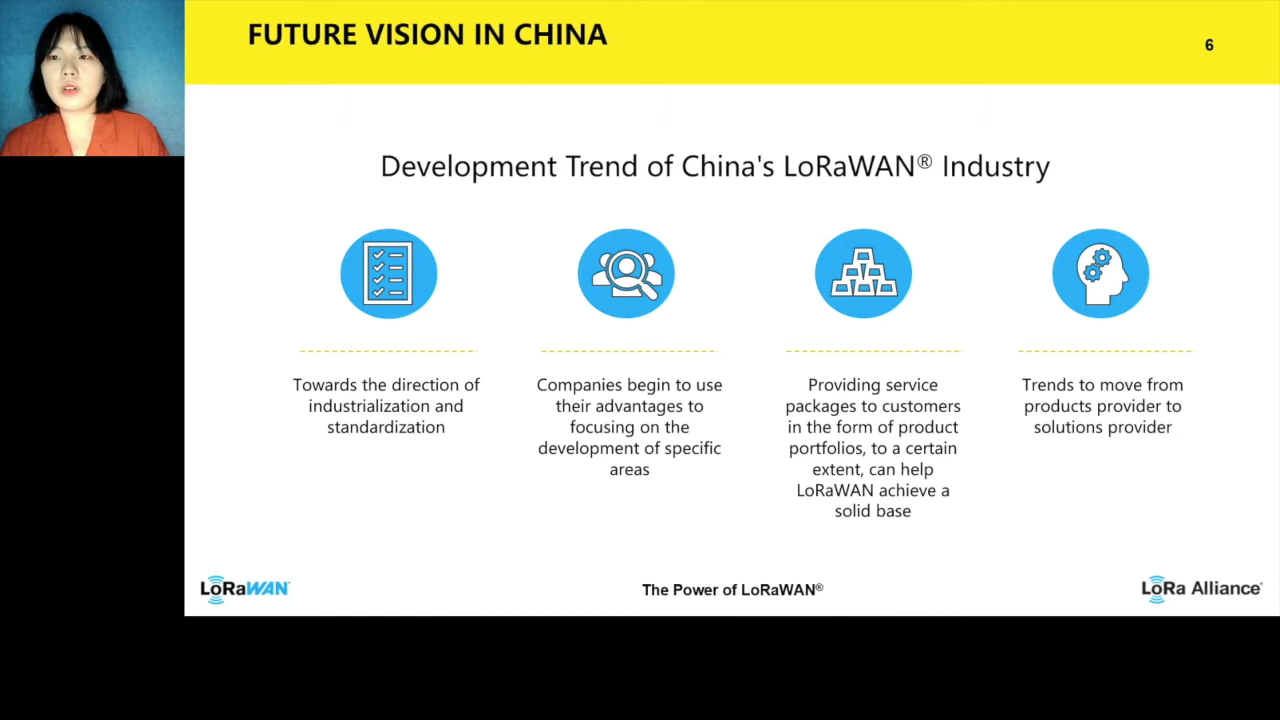 FUTURE VISION IN CHINA
6
Development Trend of China's LoRaWAN® Industry
Towards the direction of
industrialization and
standardization
Companies begin to use
their advantages to
focusing on the
development of specific
areas
Providing service
packages to customers
in the form of product
portfolios, to a certain
extent, can help
LoRaWAN achieve a
solid base
Trends to move from
products provider to
solutions provider
LoRaWAN
The Power of LoRaWAN®
LoRa Alliance